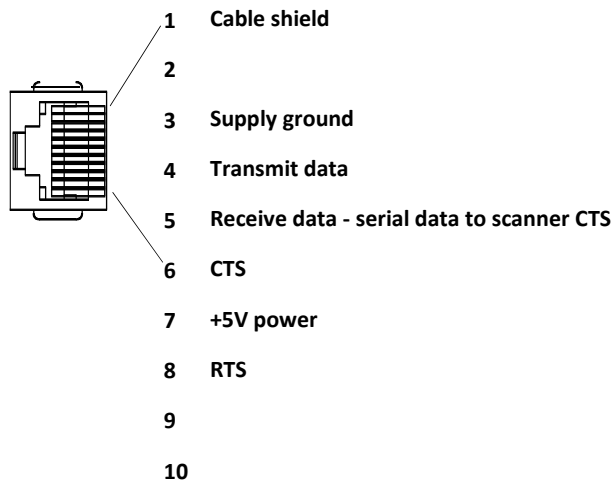 1 Cable shield
2
3 Supply ground
4 Transmit data
5 Receive data - serial data to scanner CTS
6 CTS
7 +5V power
8 RTS
9
10